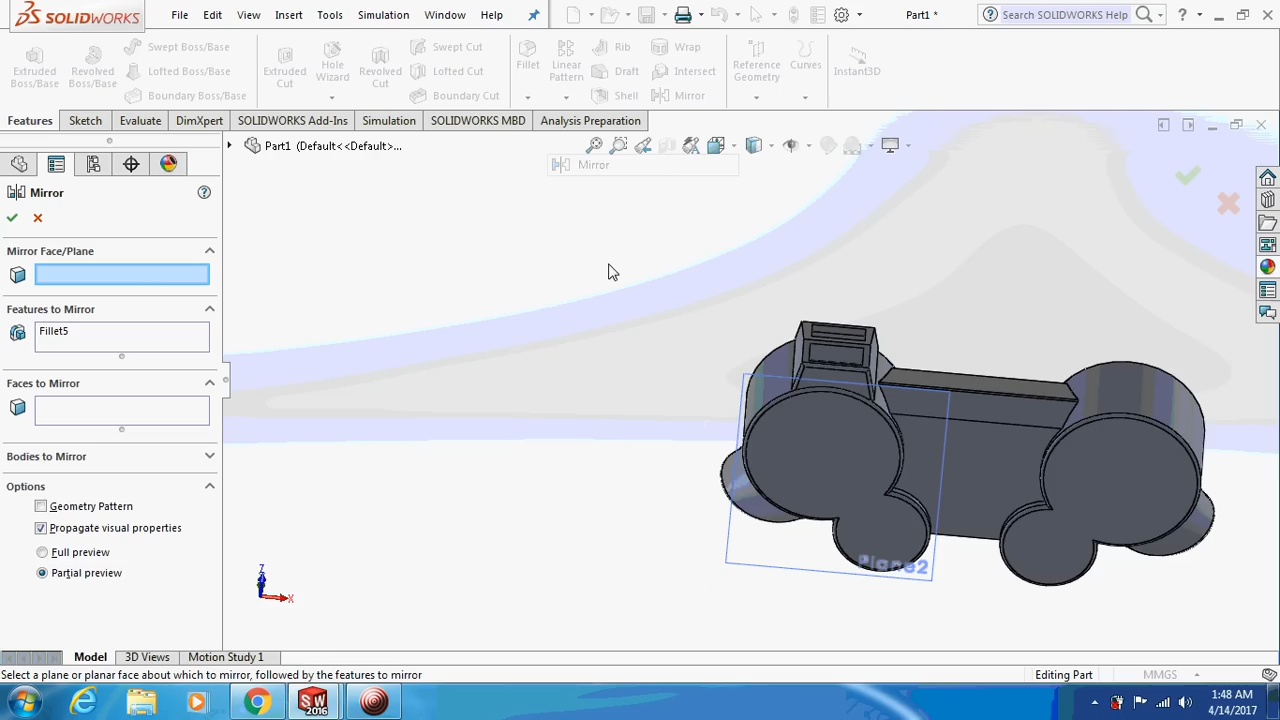 SOLIDWORKS File Edit View Insert Tools Simulation Window Help Part1 * Search SOLIDWORKS Help
Extruded Boss/Base
Revolved Boss/Base
Swept Boss/Base
Lofted Boss/Base
Boundary Boss/Base
Extruded Cut
Hole Wizard
Revolved Cut
Swept Cut
Lofted Cut
Boundary Cut
Fillet
Linear Pattern
Rib
Draft
Shell
Wrap
Intersect
Mirror
Reference Geometry
Curves
Instant3D
Features Sketch Evaluate DimXpert SOLIDWORKS Add-Ins Simulation SOLIDWORKS MBD Analysis Preparation
Part1 (Default<<Default>...
Mirror
Mirror
Mirror Face/Plane
Features to Mirror
Fillet5
Faces to Mirror
Bodies to Mirror
Options
Geometry Pattern
Propagate visual properties
Full preview
Partial preview
Plane2
Z
X
Model 3D Views Motion Study 1
Select a plane or planar face about which to mirror, followed by the features to mirror Editing Part MMGS
SW 2016
1:48 AM
4/14/2017